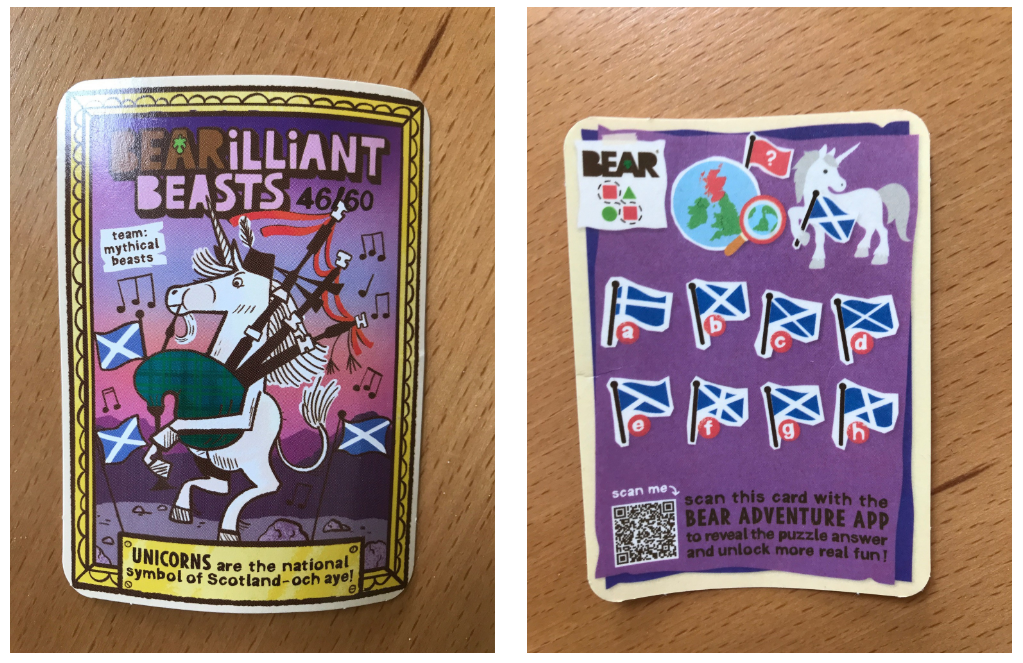 BEARiLLiANT
BEASTS 46/60
team:
mythical
beasts
UNICORNS are the national
symbol of Scotland-och aye!
BEAR
?
a
b
c
d
e
f
g
h
scan me
scan this card with the
BEAR ADVENTURE APP
to reveal the puzzle answer
and unlock more real fun!